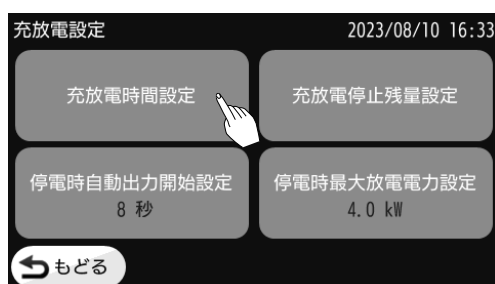 充放電設定 2023/08/10 16:33
充放電時間設定 充放電停止残量設定
停電時自動出力開始設定 停電時最大放電電力設定
8 秒 4.0 kW
もどる